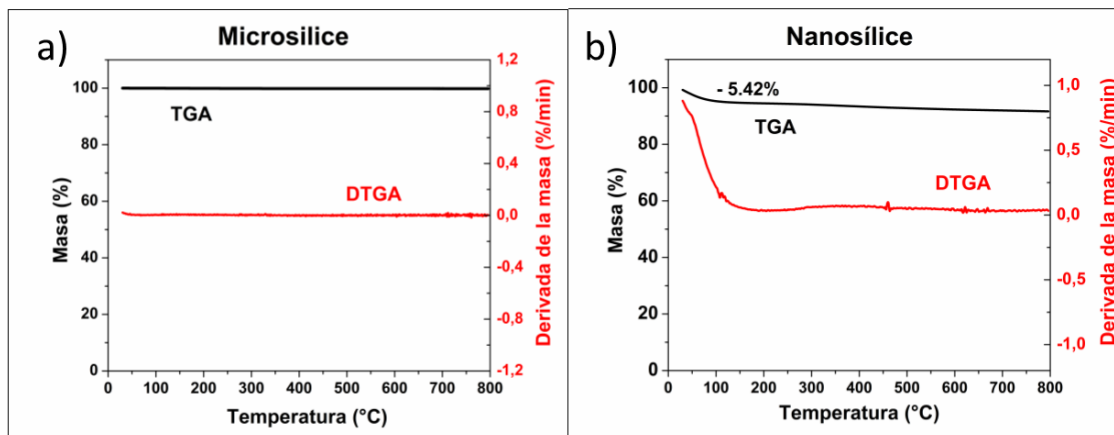 a)
Microsilice
TGA
DTGA
Masa (%)
100
80
60
40
20
0
0 100 200 300 400 500 600 700 800
Temperatura (°C)
1,2
0,8
0,4
0,0
-0,4
-0,8
-1,2
Derivada de la masa (%/min)
b)
Nanosílice
- 5.42%
TGA
DTGA
Masa (%)
100
80
60
40
20
0
0 100 200 300 400 500 600 700 800
Temperatura (°C)
1,0
0,5
0,0
-0,5
-1,0
Derivada de la masa (%/min)